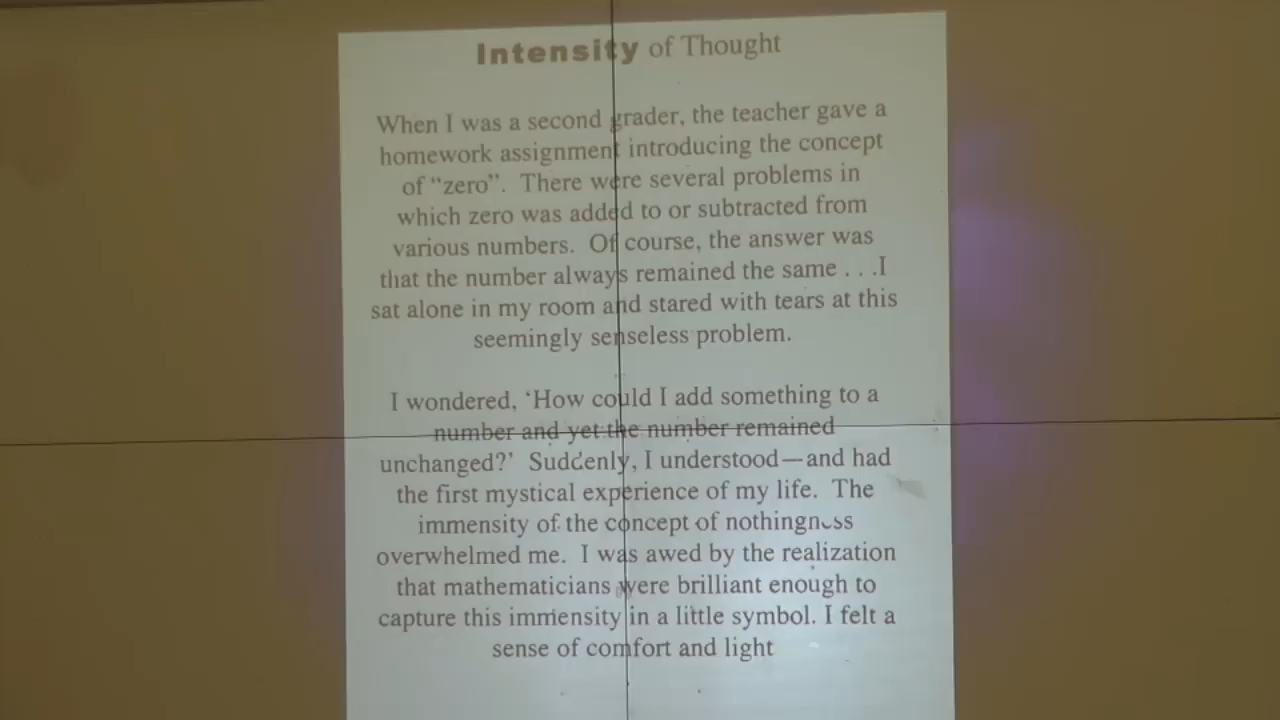 Intensity of Thought
When I was a second grader, the teacher gave a
homework assignment introducing the concept
of “zero”.  There were several problems in
which zero was added to or subtracted from
various numbers.  Of course, the answer was
that the number always remained the same . . .I
sat alone in my room and stared with tears at this
seemingly senseless problem.
I wondered, ‘How could I add something to a
number and yet the number remained
unchanged?’  Suddenly, I understood—and had
the first mystical experience of my life.  The
immensity of the concept of nothingness
overwhelmed me.  I was awed by the realization
that mathematicians were brilliant enough to
capture this immensity in a little symbol. I felt a
sense of comfort and light